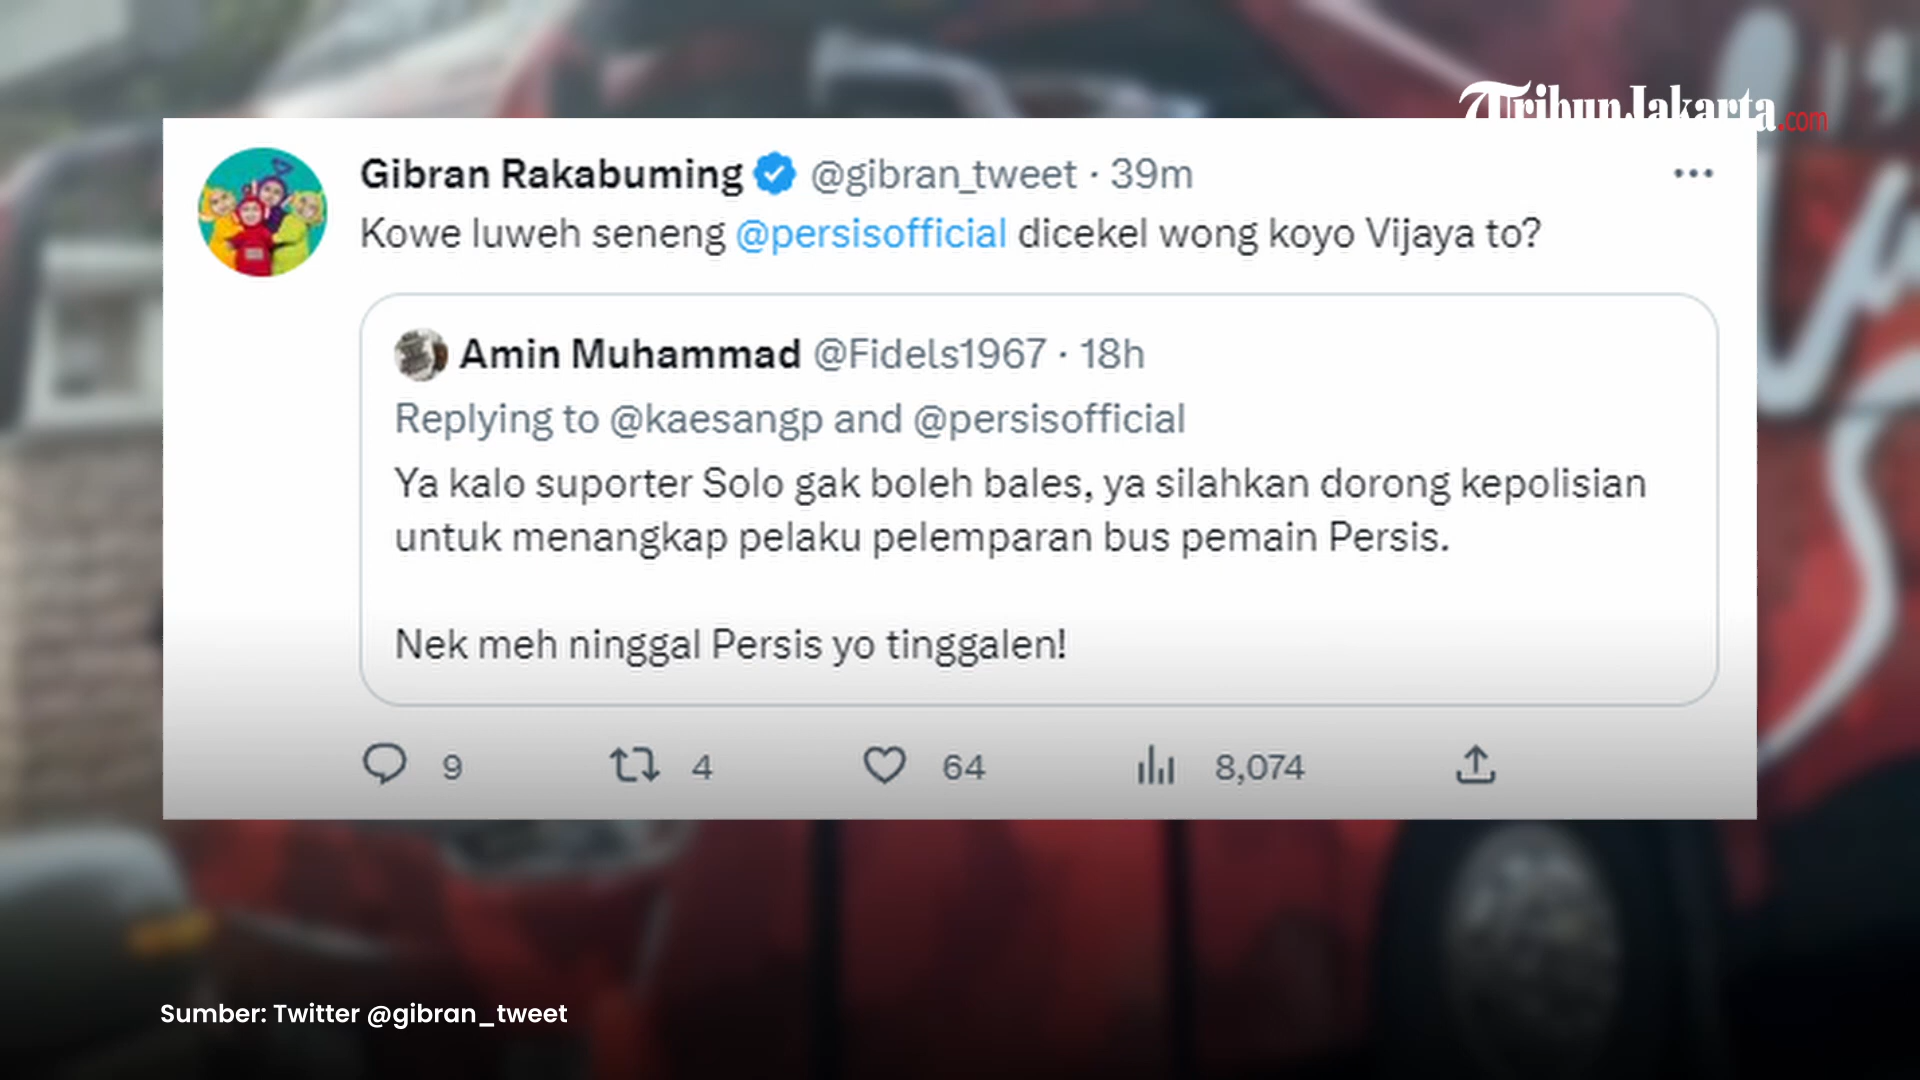 TribunJakarta.com
Gibran Rakabuming @gibran_tweet · 39m
Kowe luweh seneng @persisofficial dicekel wong koyo Vijaya to?
Amin Muhammad @Fidels1967 · 18h
Replying to @kaesangp and @persisofficial
Ya kalo suporter Solo gak boleh bales, ya silahkan dorong kepolisian
untuk menangkap pelaku pelemparan bus pemain Persis.
Nek meh ninggal Persis yo tinggalen!
9 4 64 8,074
Sumber: Twitter @gibran_tweet